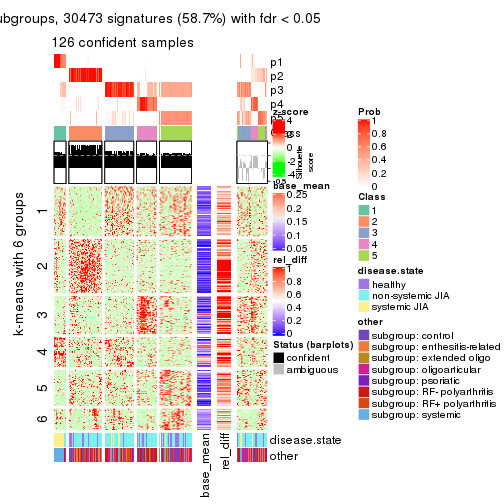 ubgroups, 30473 signatures (58.7%) with fdr < 0.05
126 confident samples
p1
p2
p3
p4
p5
Class
Silhouette
score
k-means with 6 groups
1
2
3
4
5
6
base_mean
rel_diff
disease.state
other
z-score
4
2
0
-2
-4
base_mean
0.25
0.2
0.15
0.1
0.05
rel_diff
1
0.8
0.6
0.4
0.2
0
Status (barplots)
confident
ambiguous
Prob
1
0.8
0.6
0.4
0.2
0
Class
1
2
3
4
5
disease.state
healthy
non-systemic JIA
systemic JIA
other
subgroup: control
subgroup: enthesitis-related
subgroup: extended oligo
subgroup: oligoarticular
subgroup: psoriatic
subgroup: RF- polyarthritis
subgroup: RF+ polyarthritis
subgroup: systemic